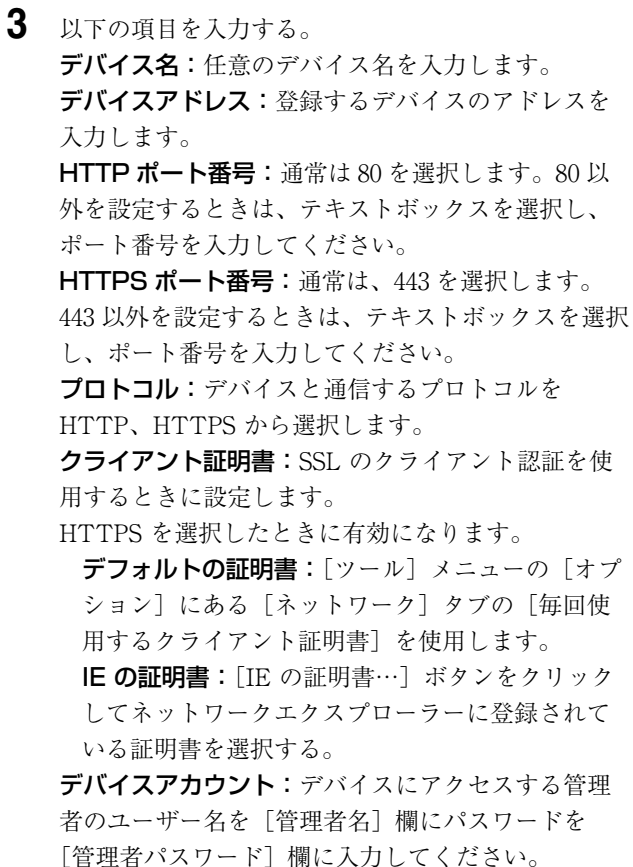 3 以下の項目を入力する。
デバイス名：任意のデバイス名を入力します。
デバイスアドレス：登録するデバイスのアドレスを
入力します。
HTTP ポート番号：通常は 80 を選択します。80 以
外を設定するときは、テキストボックスを選択し、
ポート番号を入力してください。
HTTPS ポート番号：通常は、443 を選択します。
443 以外を設定するときは、テキストボックスを選択
し、ポート番号を入力してください。
プロトコル：デバイスと通信するプロトコルを
HTTP、HTTPS から選択します。
クライアント証明書：SSL のクライアント認証を使
用するときに設定します。
HTTPS を選択したときに有効になります。
デフォルトの証明書：［ツール］メニューの［オプ
ション］にある［ネットワーク］タブの［毎回使
用するクライアント証明書］を使用します。
IE の証明書：［IE の証明書…］ボタンをクリック
してネットワークエクスプローラーに登録されて
いる証明書を選択する。
デバイスアカウント：デバイスにアクセスする管理
者のユーザー名を［管理者名］欄にパスワードを
［管理者パスワード］欄に入力してください。